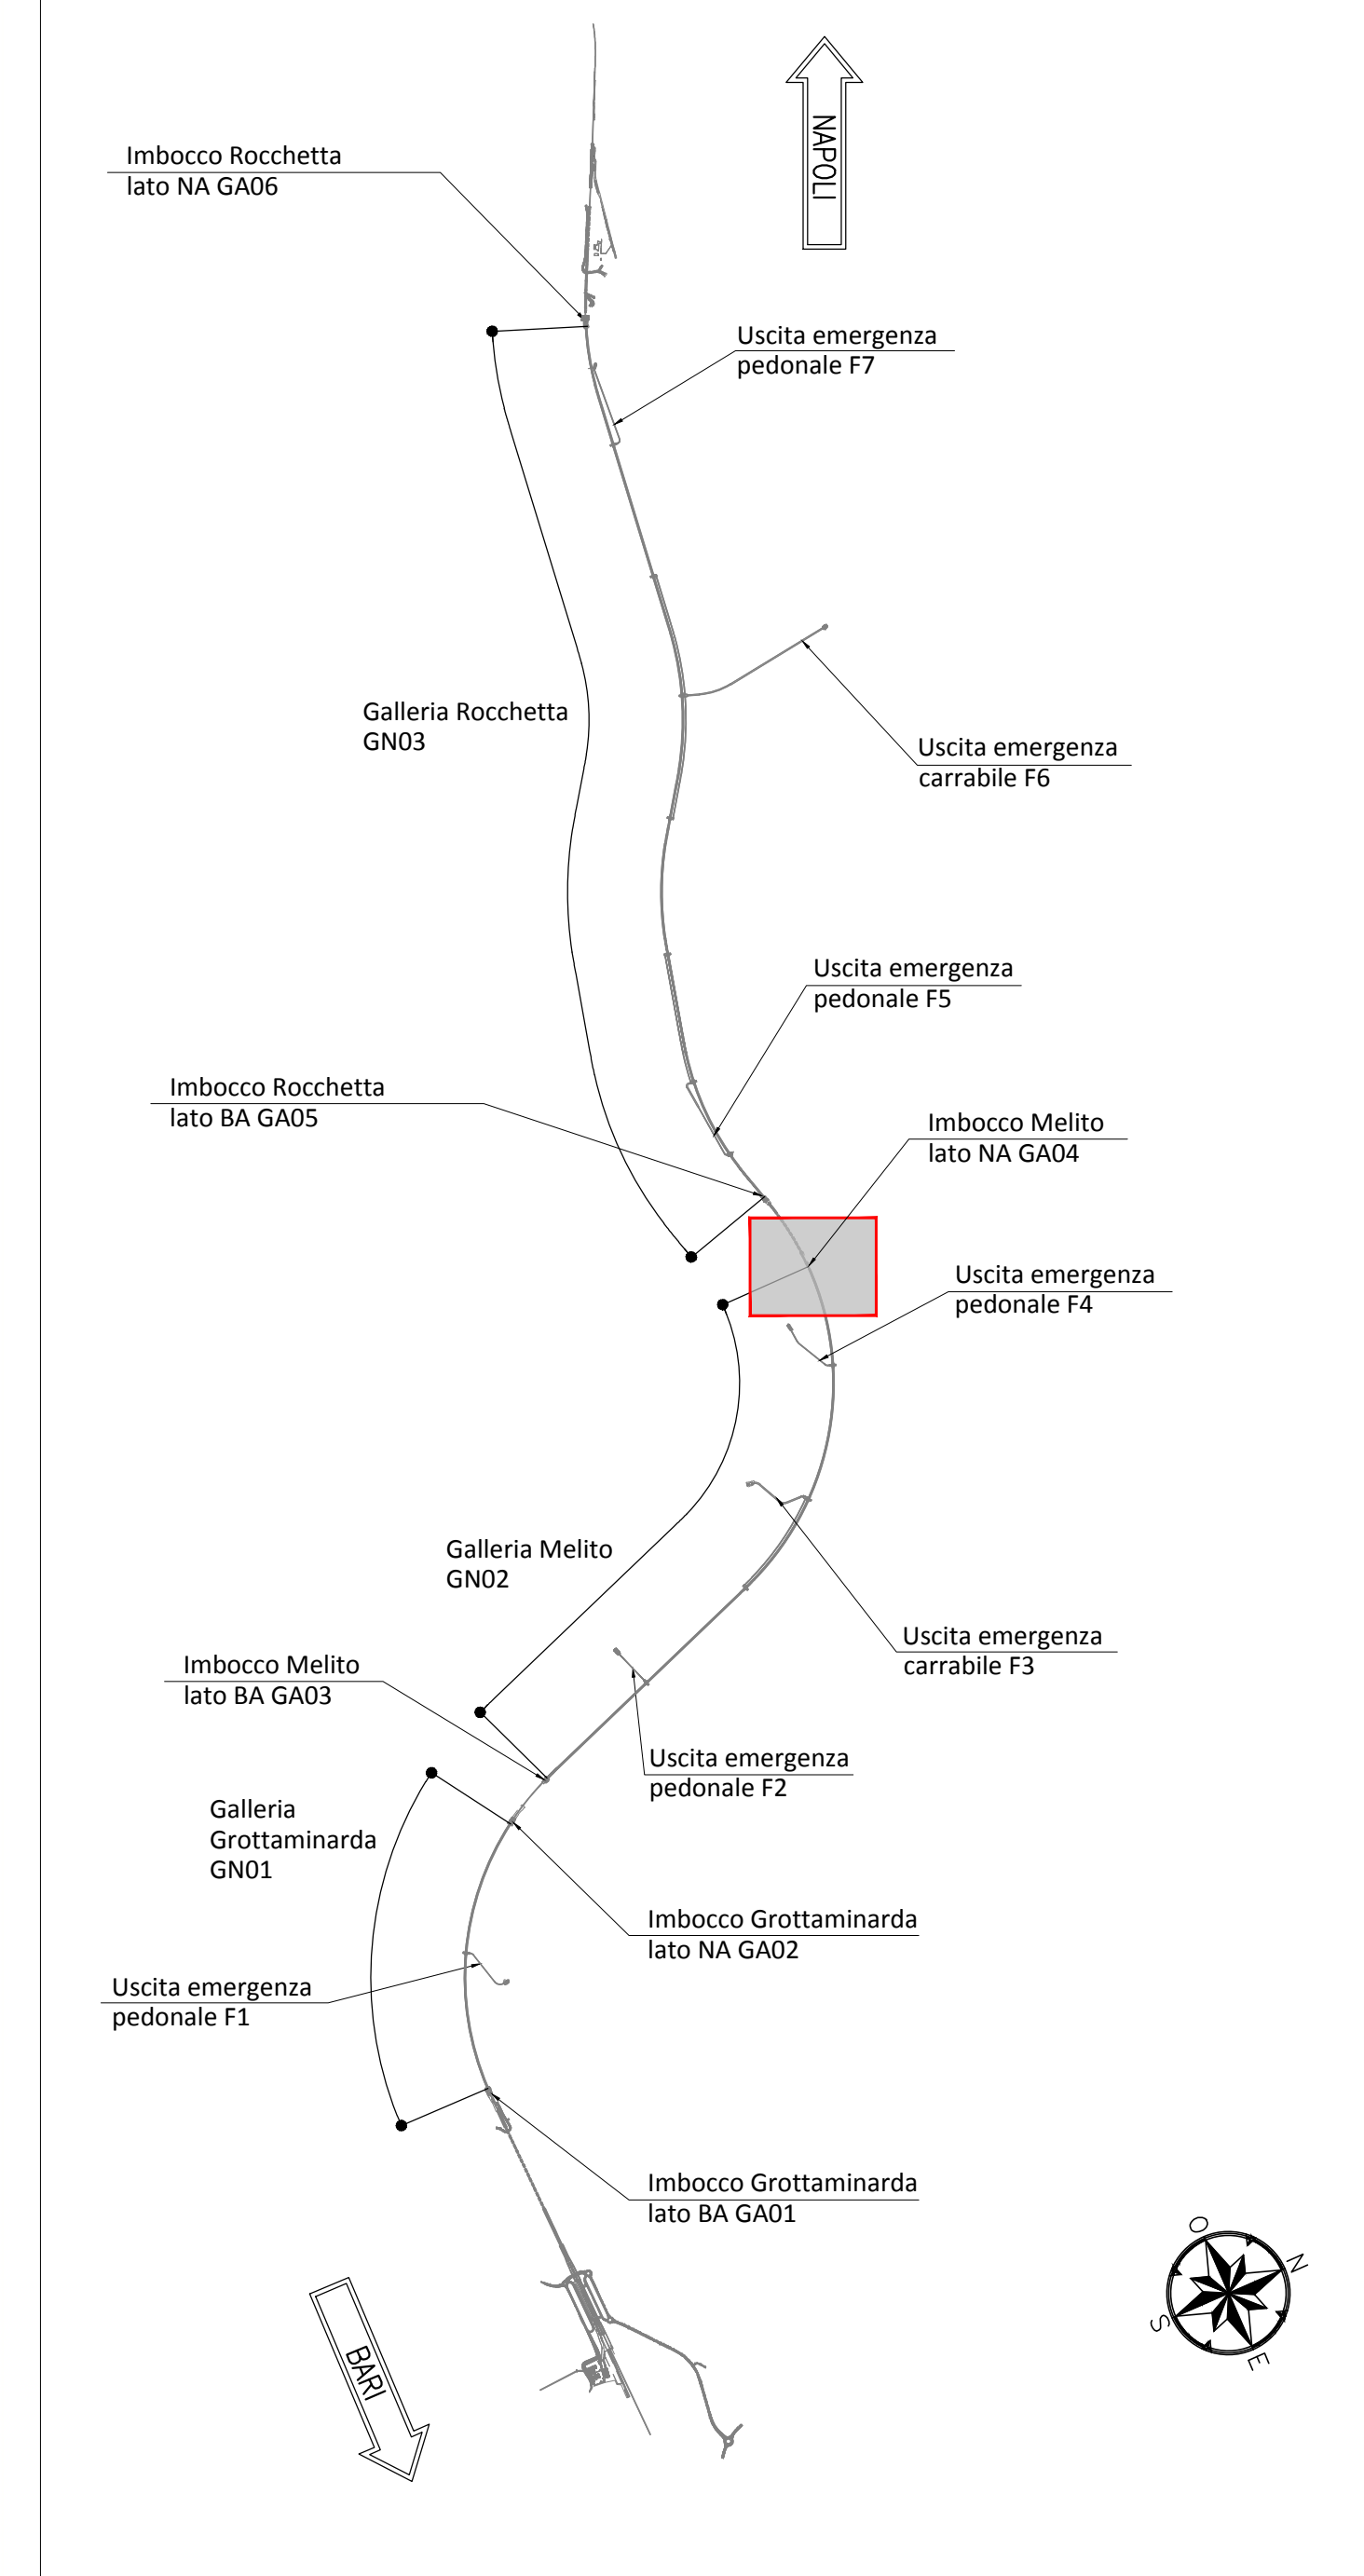 NAPOLI
Imbocco Rocchetta
lato NA GA06
Uscita emergenza
pedonale F7
Galleria Rocchetta
GN03
Uscita emergenza
carrabile F6
Uscita emergenza
pedonale F5
Imbocco Rocchetta
lato BA GA05
Imbocco Melito
lato NA GA04
Uscita emergenza
pedonale F4
Galleria Melito
GN02
Uscita emergenza
carrabile F3
Imbocco Melito
lato BA GA03
Uscita emergenza
pedonale F2
Galleria
Grottaminarda
GN01
Imbocco Grottaminarda
lato NA GA02
Uscita emergenza
pedonale F1
Imbocco Grottaminarda
lato BA GA01
BARI
O
N
S
E